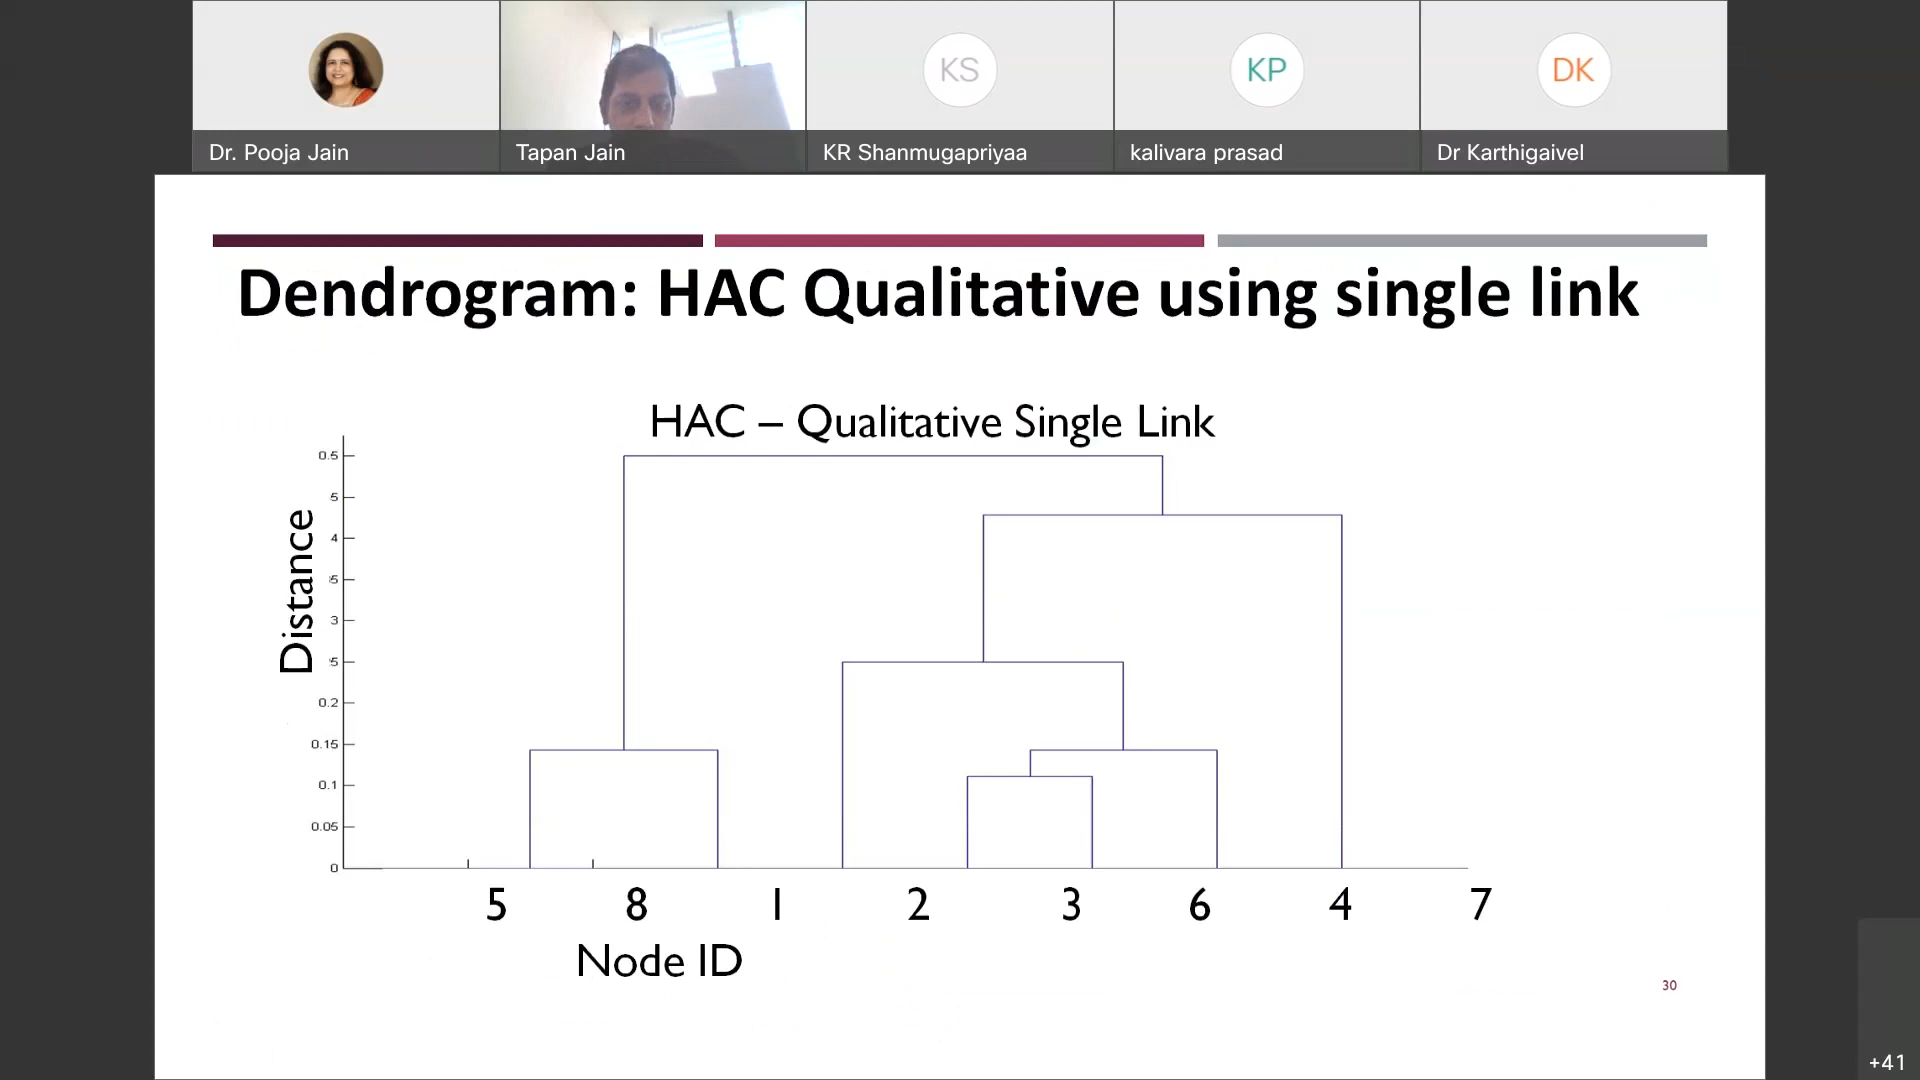 KS
KP
DK
Dr. Pooja Jain
Tapan Jain
KR Shanmugapriyaa
kalivara prasad
Dr Karthigaivel
Dendrogram: HAC Qualitative using single link
HAC – Qualitative Single Link
Distance
0.5
5
4
5
3
5
0.2
0.15
0.1
0.05
0
5 8 1 2 3 6 4 7
Node ID
30
+41